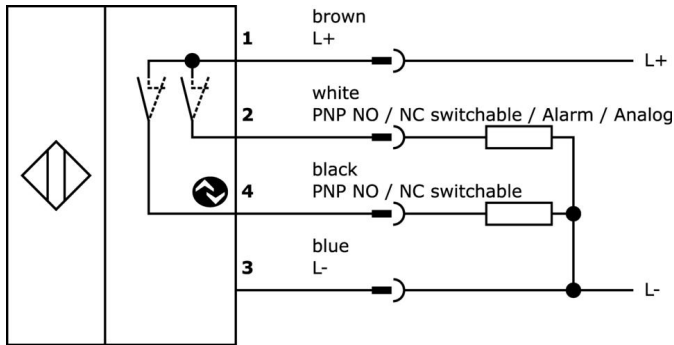 brown
1 L+ L+
white
2 PNP NO / NC switchable / Alarm / Analog
black
4 PNP NO / NC switchable
blue
3 L- L-